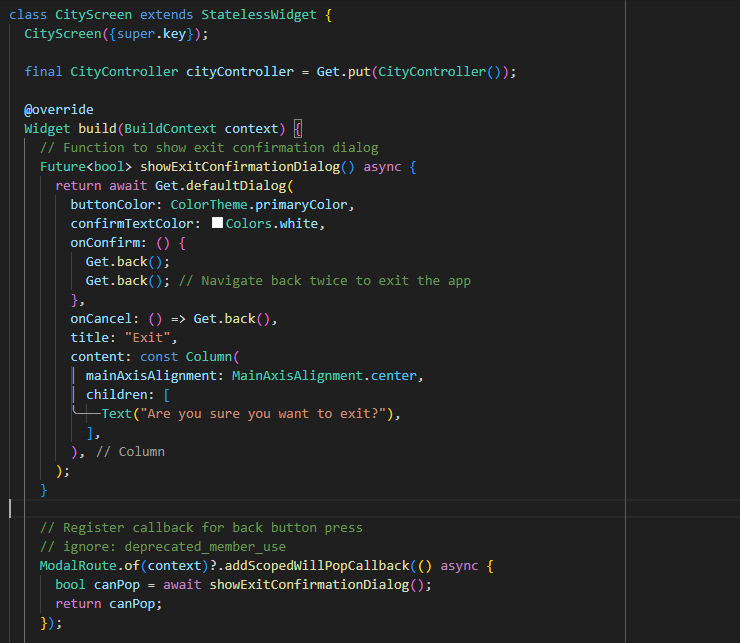 class CityScreen extends StatelessWidget {
  CityScreen({super.key});

  final CityController cityController = Get.put(CityController());

  @override
  Widget build(BuildContext context) {
    // Function to show exit confirmation dialog
    Future<bool> showExitConfirmationDialog() async {
      return await Get.defaultDialog(
        buttonColor: ColorTheme.primaryColor,
        confirmTextColor: Colors.white,
        onConfirm: () {
          Get.back();
          Get.back(); // Navigate back twice to exit the app
        },
        onCancel: () => Get.back(),
        title: "Exit",
        content: const Column(
          mainAxisAlignment: MainAxisAlignment.center,
          children: [
            Text("Are you sure you want to exit?"),
          ],
        ), // Column
      );
    }

    // Register callback for back button press
    // ignore: deprecated_member_use
    ModalRoute.of(context)?.addScopedWillPopCallback(() async {
      bool canPop = await showExitConfirmationDialog();
      return canPop;
    });